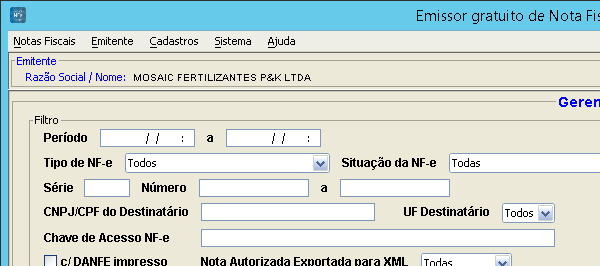 Emissor gratuito de Nota Fis
Notas Fiscais Emitente Cadastros Sistema Ajuda
Emitente
Razão Social / Nome: MOSAIC FERTILIZANTES P&K LTDA
Geren
Filtro
Período / / : a / / :
Tipo de NF-e Todos Situação da NF-e Todas
Série Número a
CNPJ/CPF do Destinatário UF Destinatário Todos
Chave de Acesso NF-e
c/ DANFE impresso Nota Autorizada Exportada para XML Todas